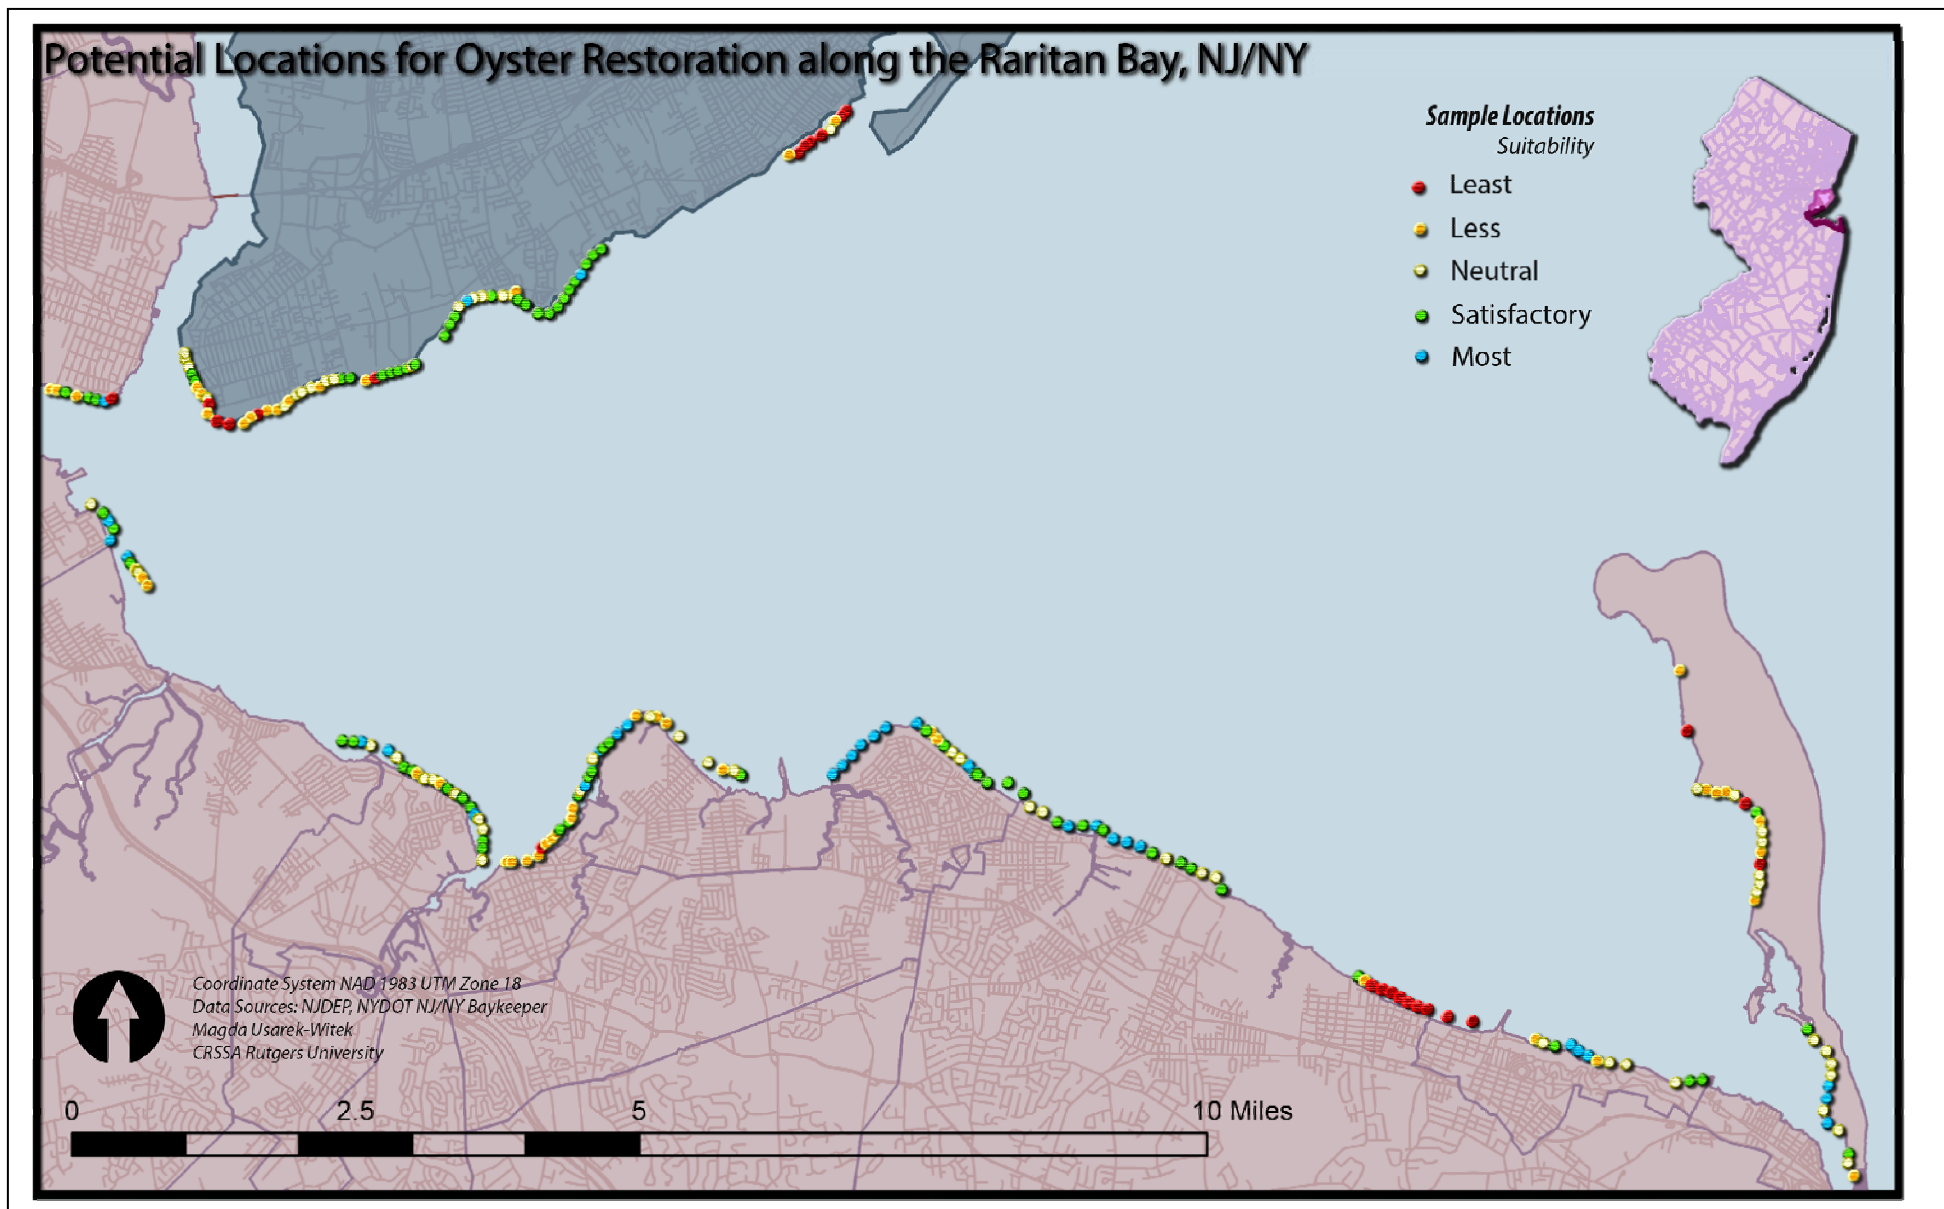 Potential Locations for Oyster Restoration along the Raritan Bay, NJ/NY
Sample Locations
Suitability
Least
Less
Neutral
Satisfactory
Most
Coordinate System NAD 1983 UTM Zone 18
Data Sources: NJDEP, NYDOT NJ/NY Baykeeper
Magda Usarek-Witek
CRSSA Rutgers University
0 2.5 5 10 Miles